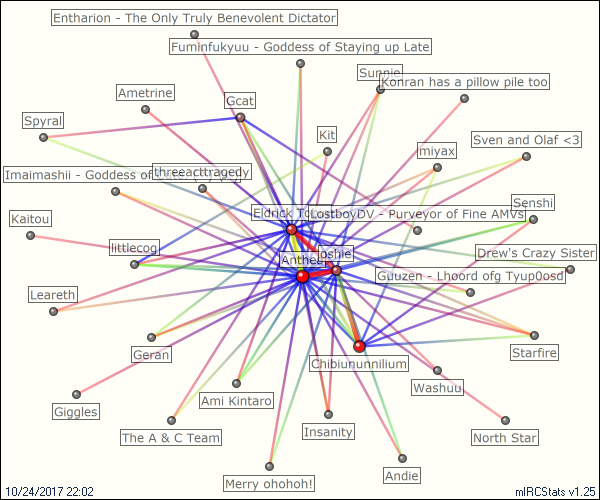 Entharion - The Only Truly Benevolent Dictator
Fuminfukyuu - Goddess of Staying up Late
Sunnie
Konran has a pillow pile too
Ametrine
Gcat
Spyral
Kit
Sven and Olaf <3
miyax
threeacttragedy
Imaimashii - Goddess of
Kaitou
Eldrick
LostboyDV - Purveyor of Fine AMVs
Senshi
littlecog
Drew's Crazy Sister
Gtuzen - Lhoord ofg Tyup0osd
Leareth
Starfire
Geran
Chibiununnilium
Washuu
Giggles
Ami Kintaro
The A & C Team
Insanity
North Star
Merry ohohoh!
Andie
10/24/2017 22:02
mIRCStats v1.25